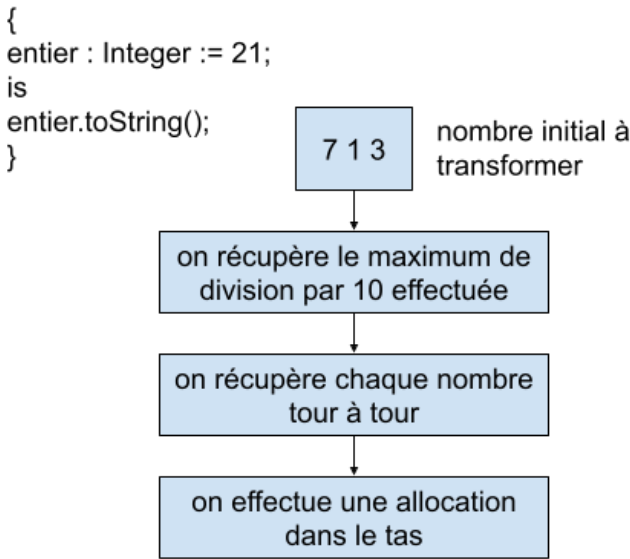 {
entier : Integer := 21;
is
entier.toString();
}
7 1 3
nombre initial à
transformer
on récupère le maximum de
division par 10 effectuée
on récupère chaque nombre
tour à tour
on effectue une allocation
dans le tas